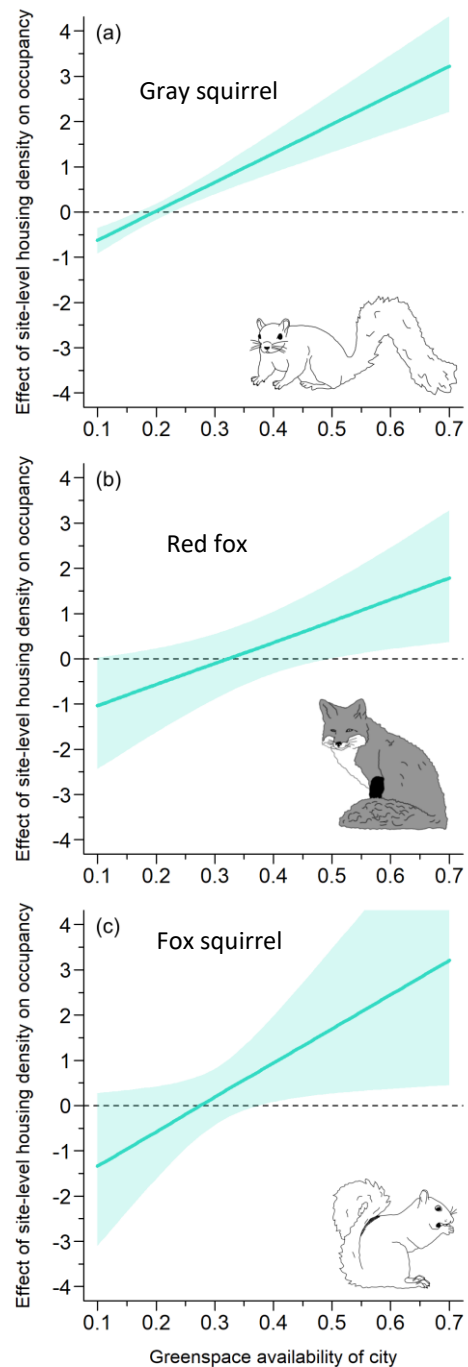 (a)
Gray squirrel
Effect of site-level housing density on occupancy
4
3
2
1
0
-1
-2
-3
-4
0.1 0.2 0.3 0.4 0.5 0.6 0.7
(b)
Red fox
Effect of site-level housing density on occupancy
4
3
2
1
0
-1
-2
-3
-4
0.1 0.2 0.3 0.4 0.5 0.6 0.7
(c)
Fox squirrel
Effect of site-level housing density on occupancy
4
3
2
1
0
-1
-2
-3
-4
0.1 0.2 0.3 0.4 0.5 0.6 0.7
Greenspace availability of city